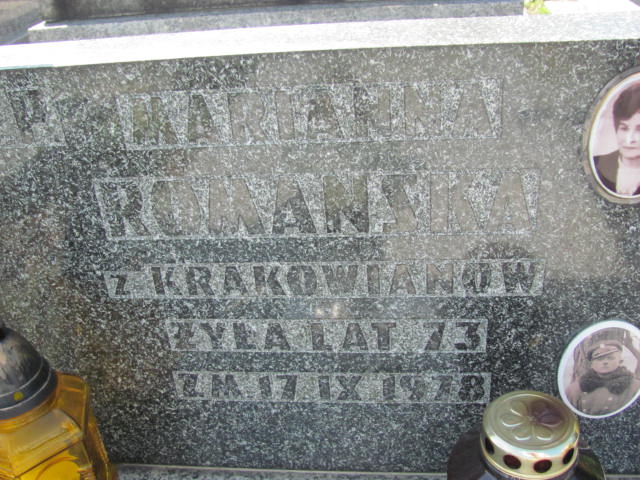 P. MARIANNA
ROMAŃSKA
z KRAKOWIANÓW
ŻYŁA LAT 73
ZM. 17 IX 1978